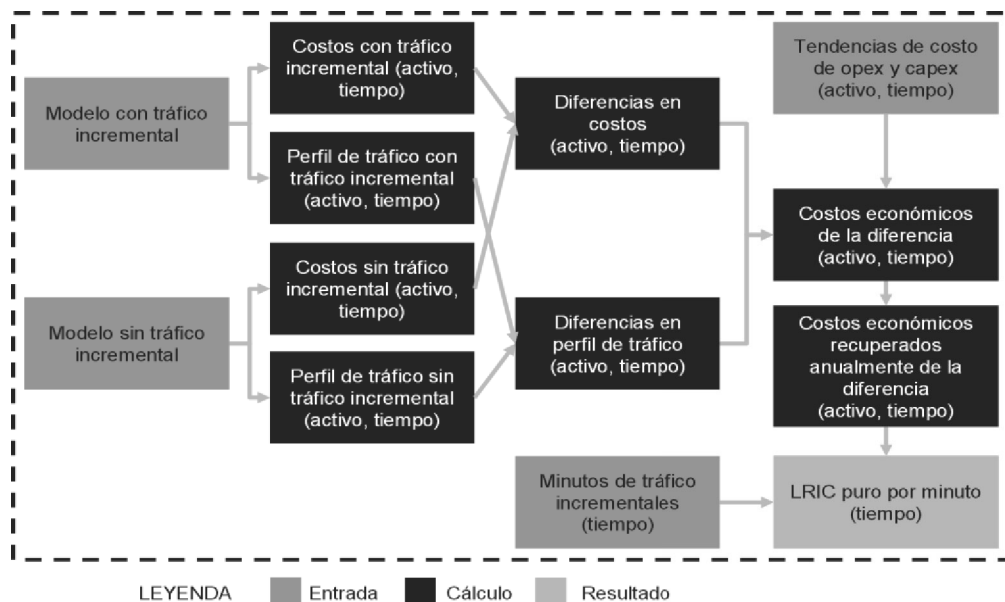 Modelo con tráfico
incremental
Modelo sin tráfico
incremental
Costos con tráfico
incremental (activo,
tiempo)
Perfil de tráfico con
tráfico incremental
(activo, tiempo)
Costos sin tráfico
incremental (activo,
tiempo)
Perfil de tráfico sin
tráfico incremental
(activo, tiempo)
Diferencias en
costos
(activo, tiempo)
Diferencias en
perfil de tráfico
(activo, tiempo)
Minutos de tráfico
incrementales
(tiempo)
Tendencias de costo
de opex y capex
(activo, tiempo)
Costos económicos
de la diferencia
(activo, tiempo)
Costos económicos
recuperados
anualmente de la
diferencia
(activo, tiempo)
LRIC puro por minuto
(tiempo)
LEYENDA Entrada Cálculo Resultado